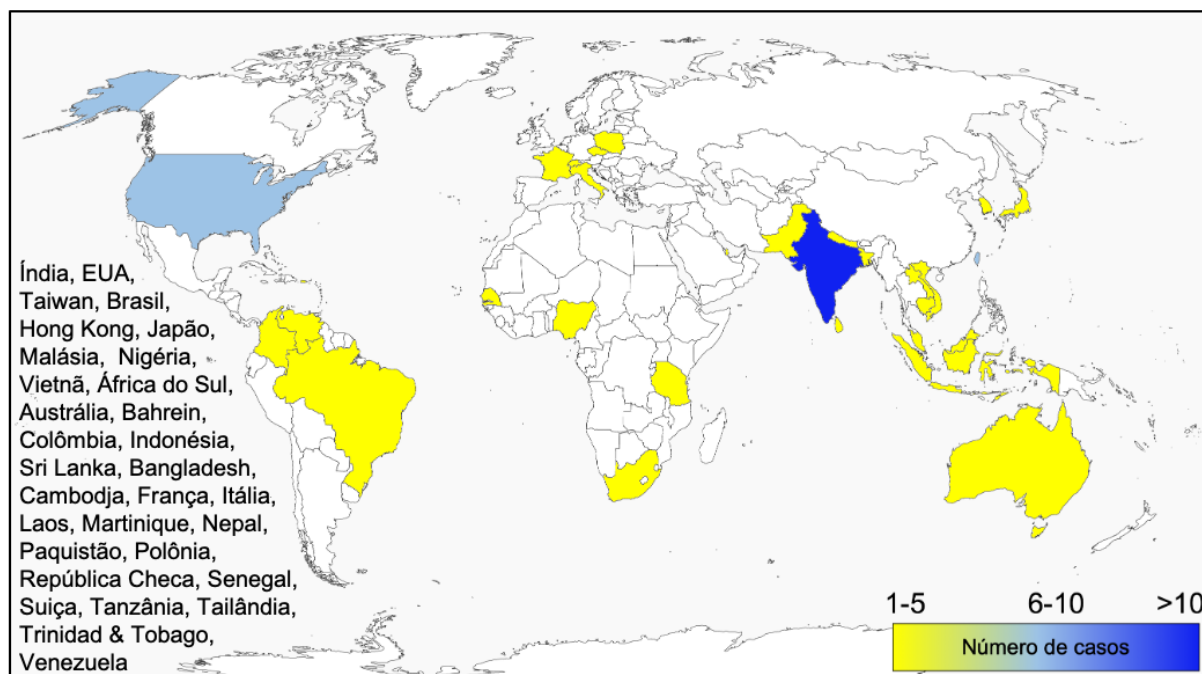 Índia, EUA,
Taiwan, Brasil,
Hong Kong, Japão,
Malásia, Nigéria,
Vietnã, África do Sul,
Austrália, Bahrein,
Colômbia, Indonésia,
Sri Lanka, Bangladesh,
Cambodja, França, Itália,
Laos, Martinique, Nepal,
Paquistão, Polônia,
República Checa, Senegal,
Suiça, Tanzânia, Tailândia,
Trinidad & Tobago,
Venezuela
1-5 6-10 >10
Número de casos